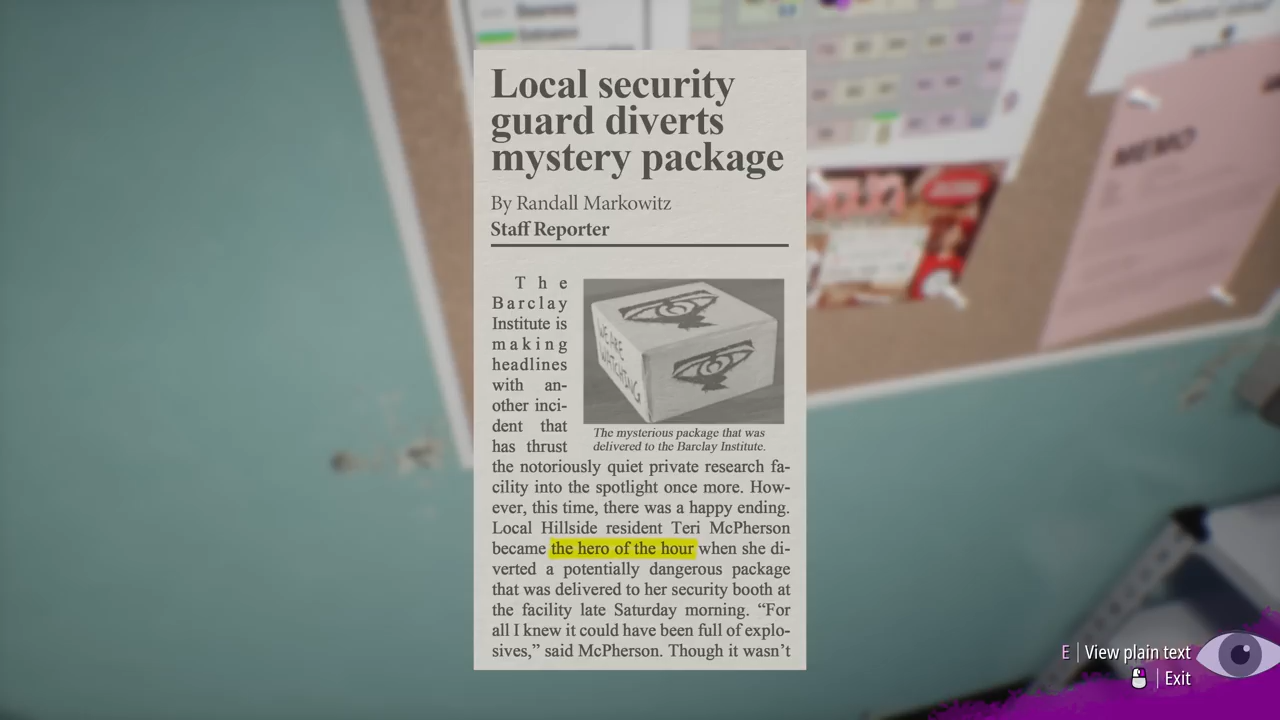 Local security
guard diverts
mystery package
By Randall Markowitz
Staff Reporter
The
Barclay
Institute is
making
headlines
with an-
other inci-
dent that
has thrust
WE ARE
WATCHING
The mysterious package that was
delivered to the Barclay Institute.
the notoriously quiet private research fa-
cility into the spotlight once more. How-
ever, this time, there was a happy ending.
Local Hillside resident Teri McPherson
became the hero of the hour when she di-
verted a potentially dangerous package
that was delivered to her security booth at
the facility late Saturday morning. “For
all I knew it could have been full of explo-
sives,” said McPherson. Though it wasn’t
MEMO
E | View plain text
| Exit